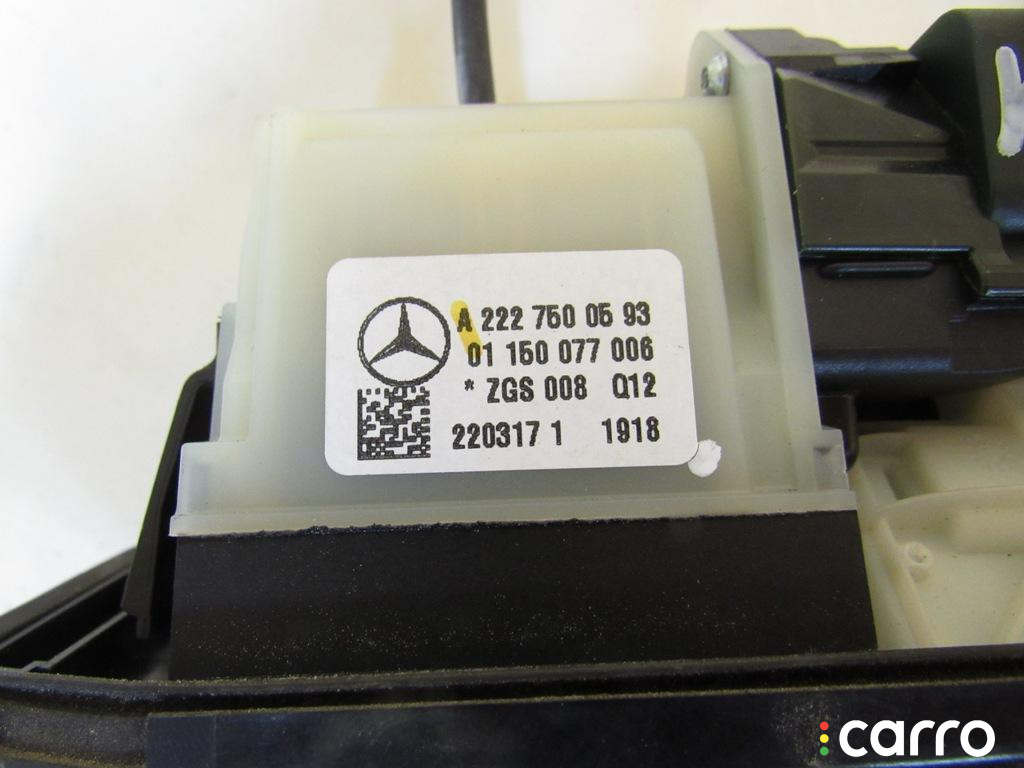 A 222 750 05 93
01 150 077 006
* ZGS 008 Q12
220317 1 1918
carro